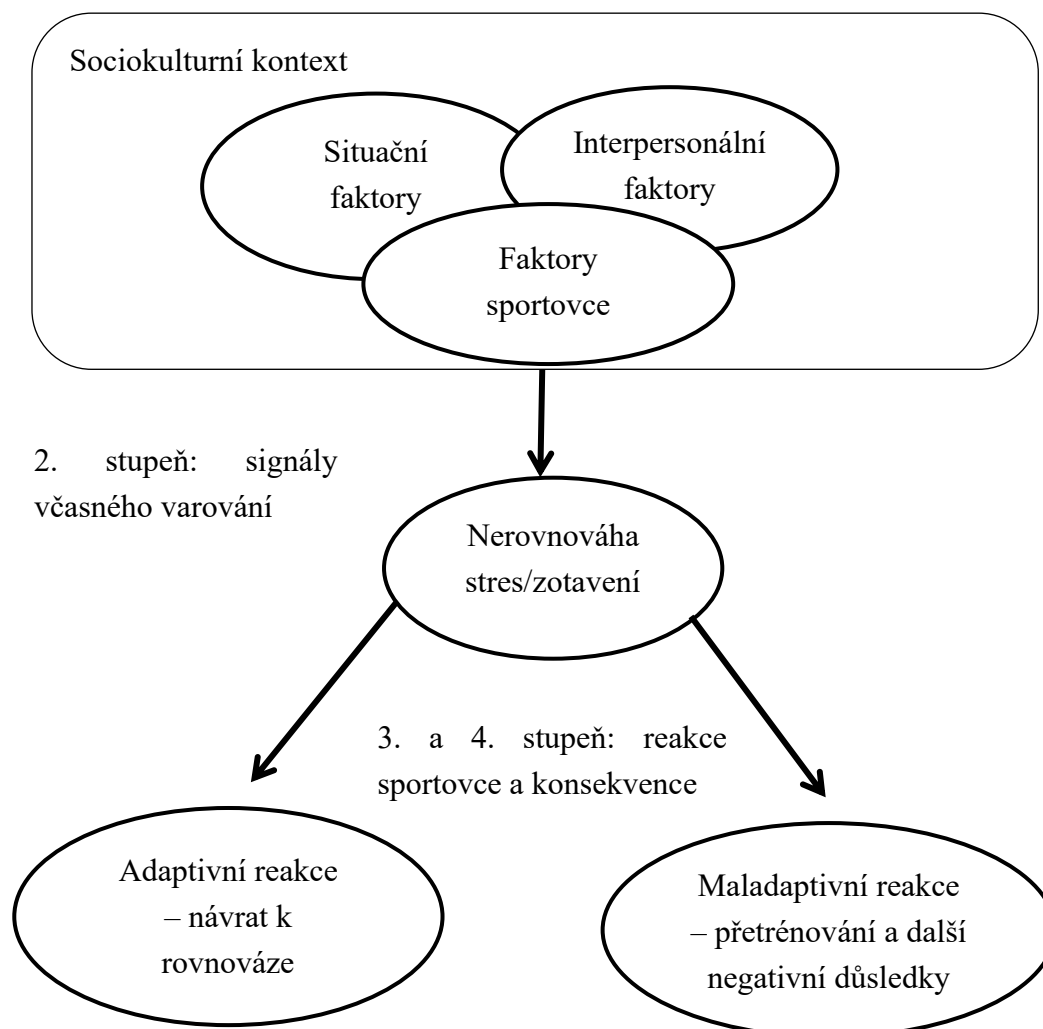 Sociokulturní kontext
Situační
faktory
Interpersonální
faktory
Faktory
sportovce
2. stupeň: signály
včasného varování
Nerovnováha
stres/zotavení
3. a 4. stupeň: reakce
sportovce a konsekvence
Adaptivní reakce
– návrat k
rovnováze
Maladaptivní reakce
– přetrénování a další
negativní důsledky